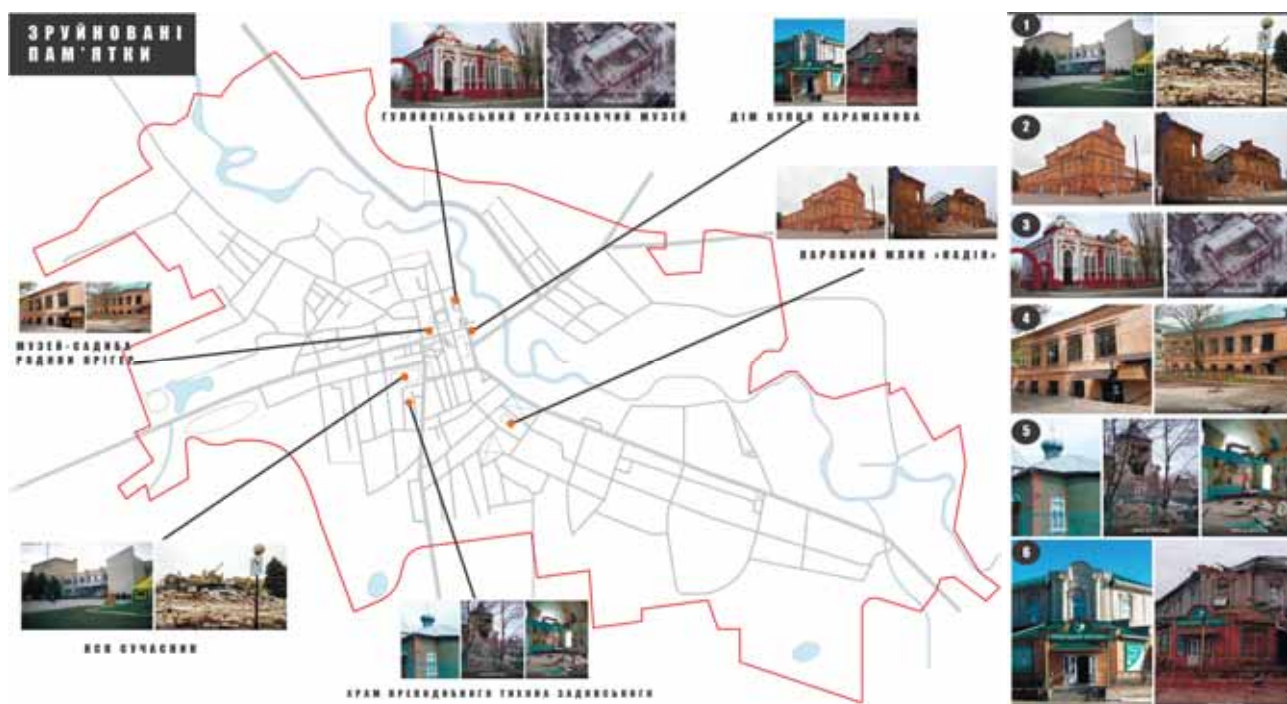 ЗРУЙНОВАНІ
ПАМ'ЯТКИ
ГУЛЯЙПІЛЬСЬКИЙ КРАЄЗНАВЧИЙ МУЗЕЙ
ДІМ КУПЦЯ КАРАМАНОВА
ПАРОВИЙ МЛИН «НАДІЯ»
МУЗЕЙ-САДИБА
РОДИНИ КРІГЕР
КСК СУЧАСНИК
ХРАМ ПРЕПОДОБНОГО ТИХОНА ЗАДОНСЬКОГО
1
2
3
4
5
6